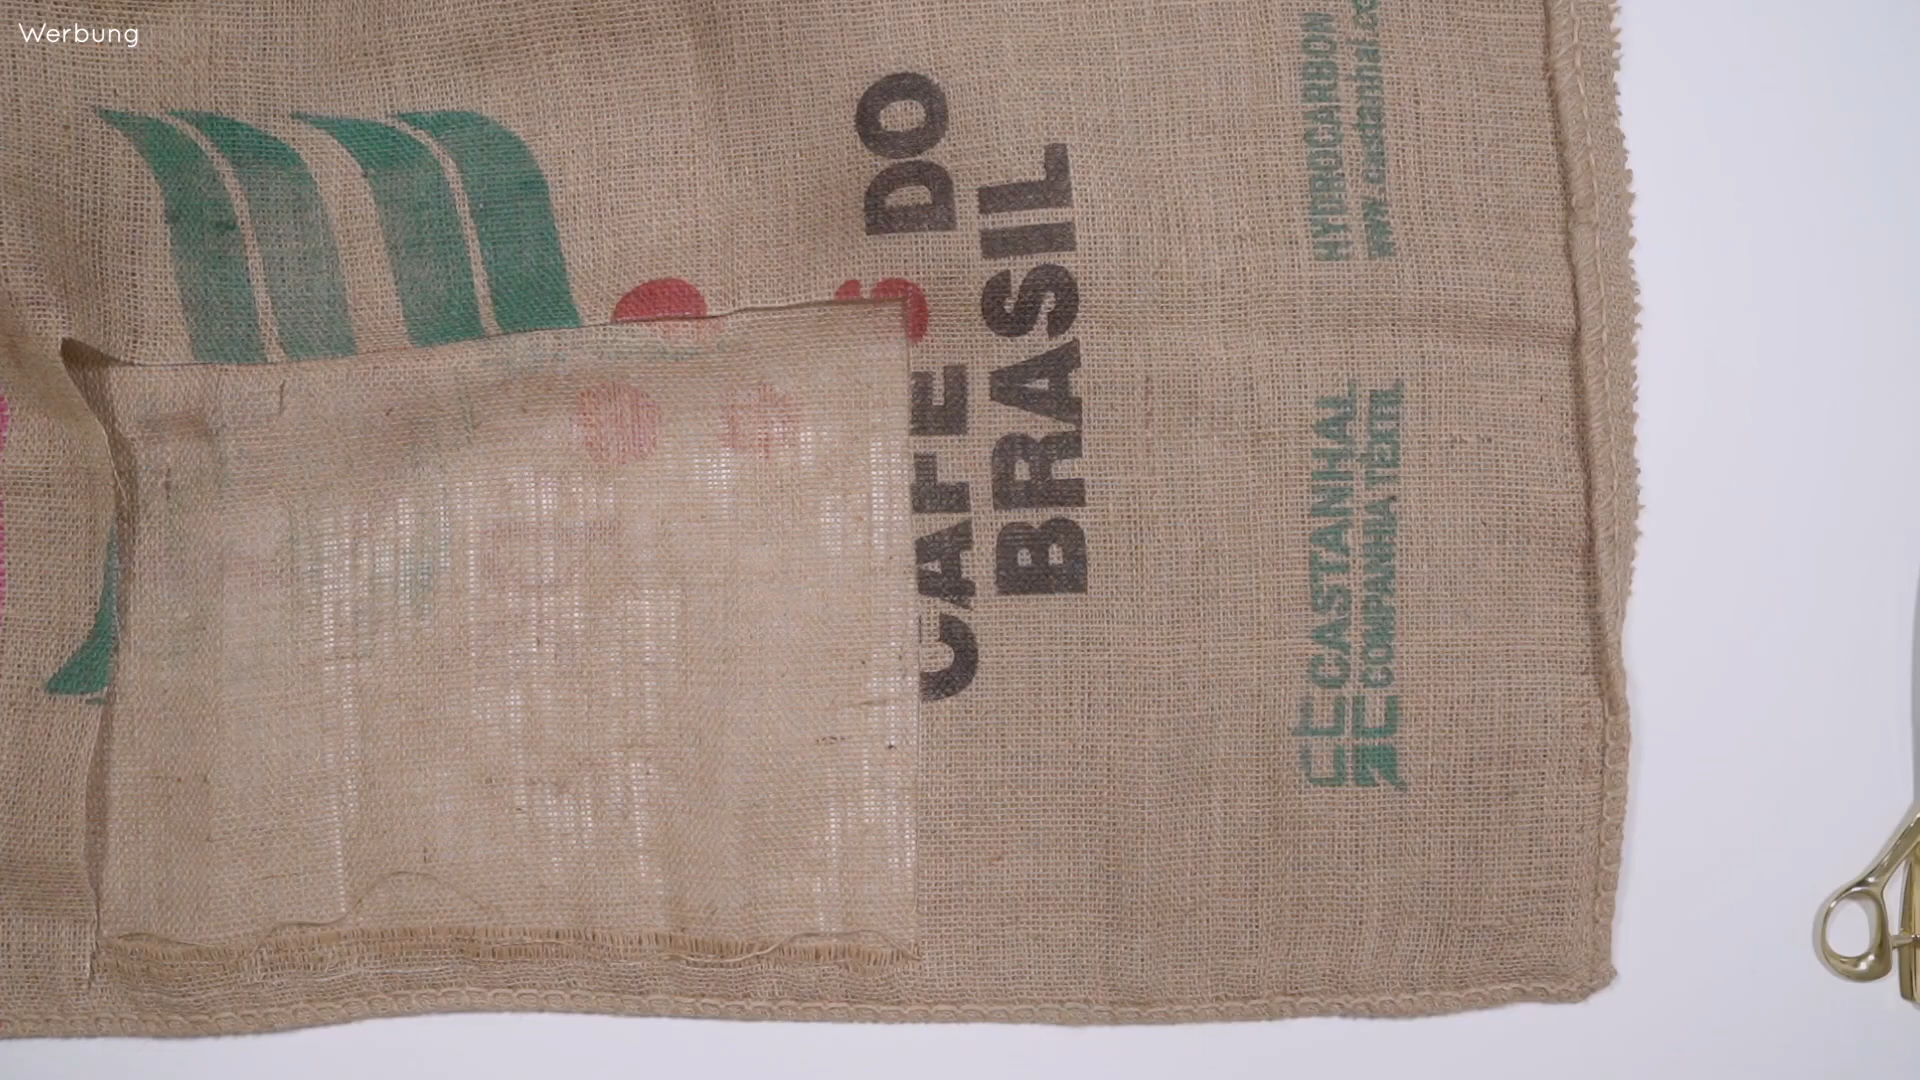 Werbung
S DO
CAFE
BRASIL
HYDROCARBON
www.castanhal.co
CASTANHAL
COMPANHIA TEXTIL